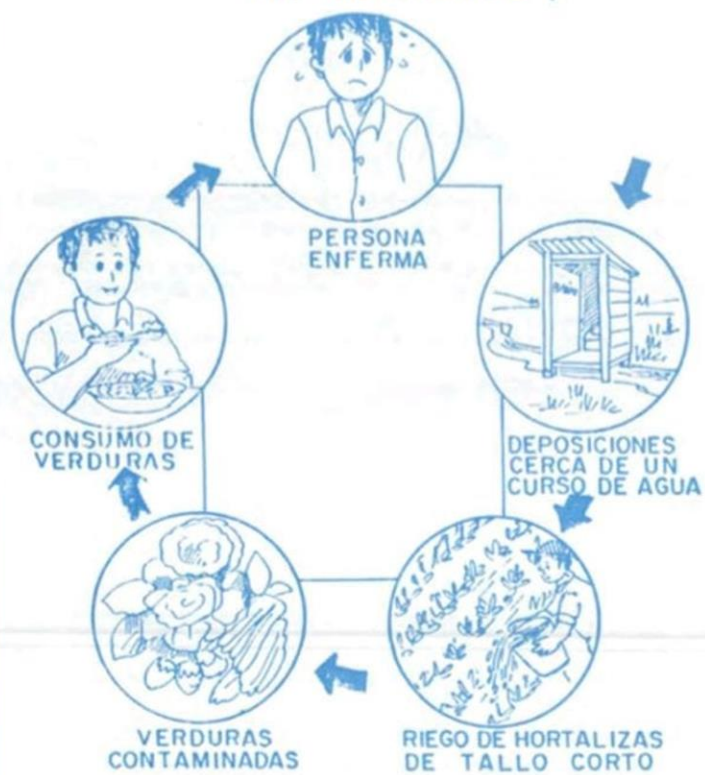 PERSONA
ENFERMA
DEPOSICIONES
CERCA DE UN
CURSO DE AGUA
RIEGO DE HORTALIZAS
DE TALLO CORTO
VERDURAS
CONTAMINADAS
CONSUMO DE
VERDURAS